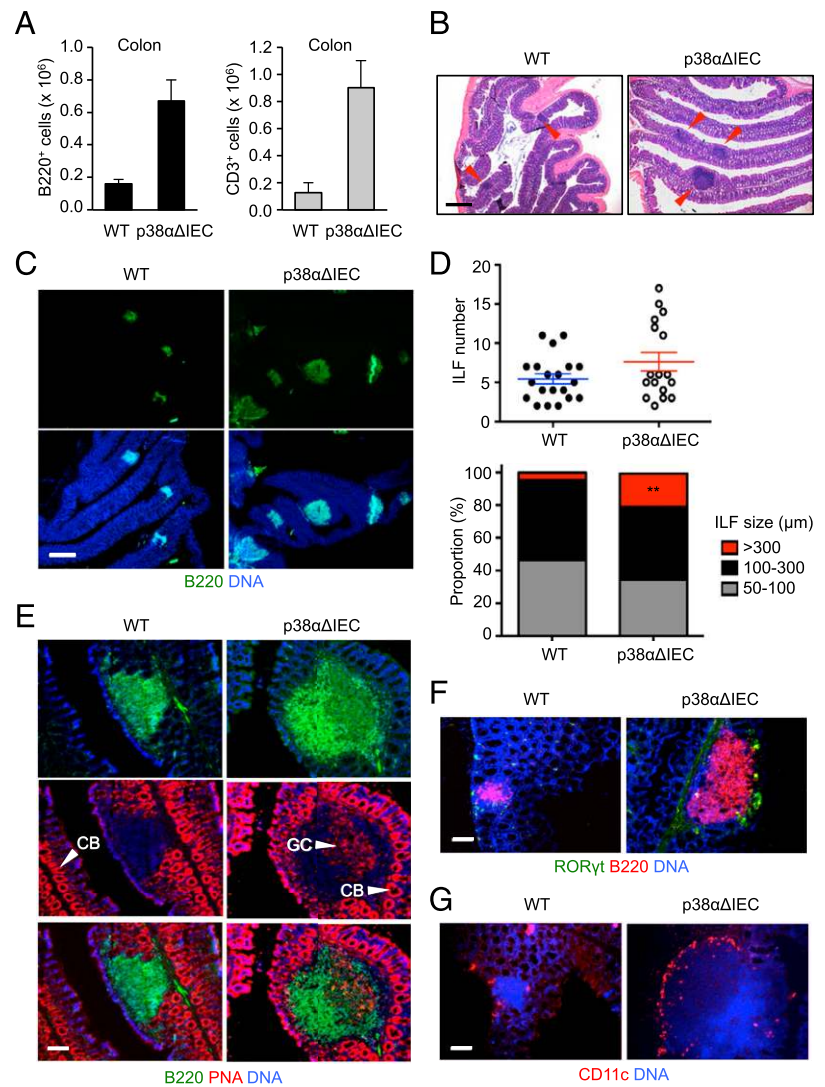 A
Colon
B220⁺ cells (x 10⁶)
1.0
0.8
0.6
0.4
0.2
0.0
WT p38αΔIEC
Colon
CD3⁺ cells (x 10⁶)
1.2
1.0
0.8
0.6
0.4
0.2
0.0
WT p38αΔIEC
B
WT p38αΔIEC
C
WT p38αΔIEC
B220 DNA
D
ILF number
20
15
10
5
0
WT p38αΔIEC
Proportion (%)
100
80
60
40
20
0
**
WT p38αΔIEC
ILF size (µm)
>300
100-300
50-100
E
WT p38αΔIEC
CB
GC
CB
B220 PNA DNA
F
WT p38αΔIEC
RORγt B220 DNA
G
WT p38αΔIEC
CD11c DNA